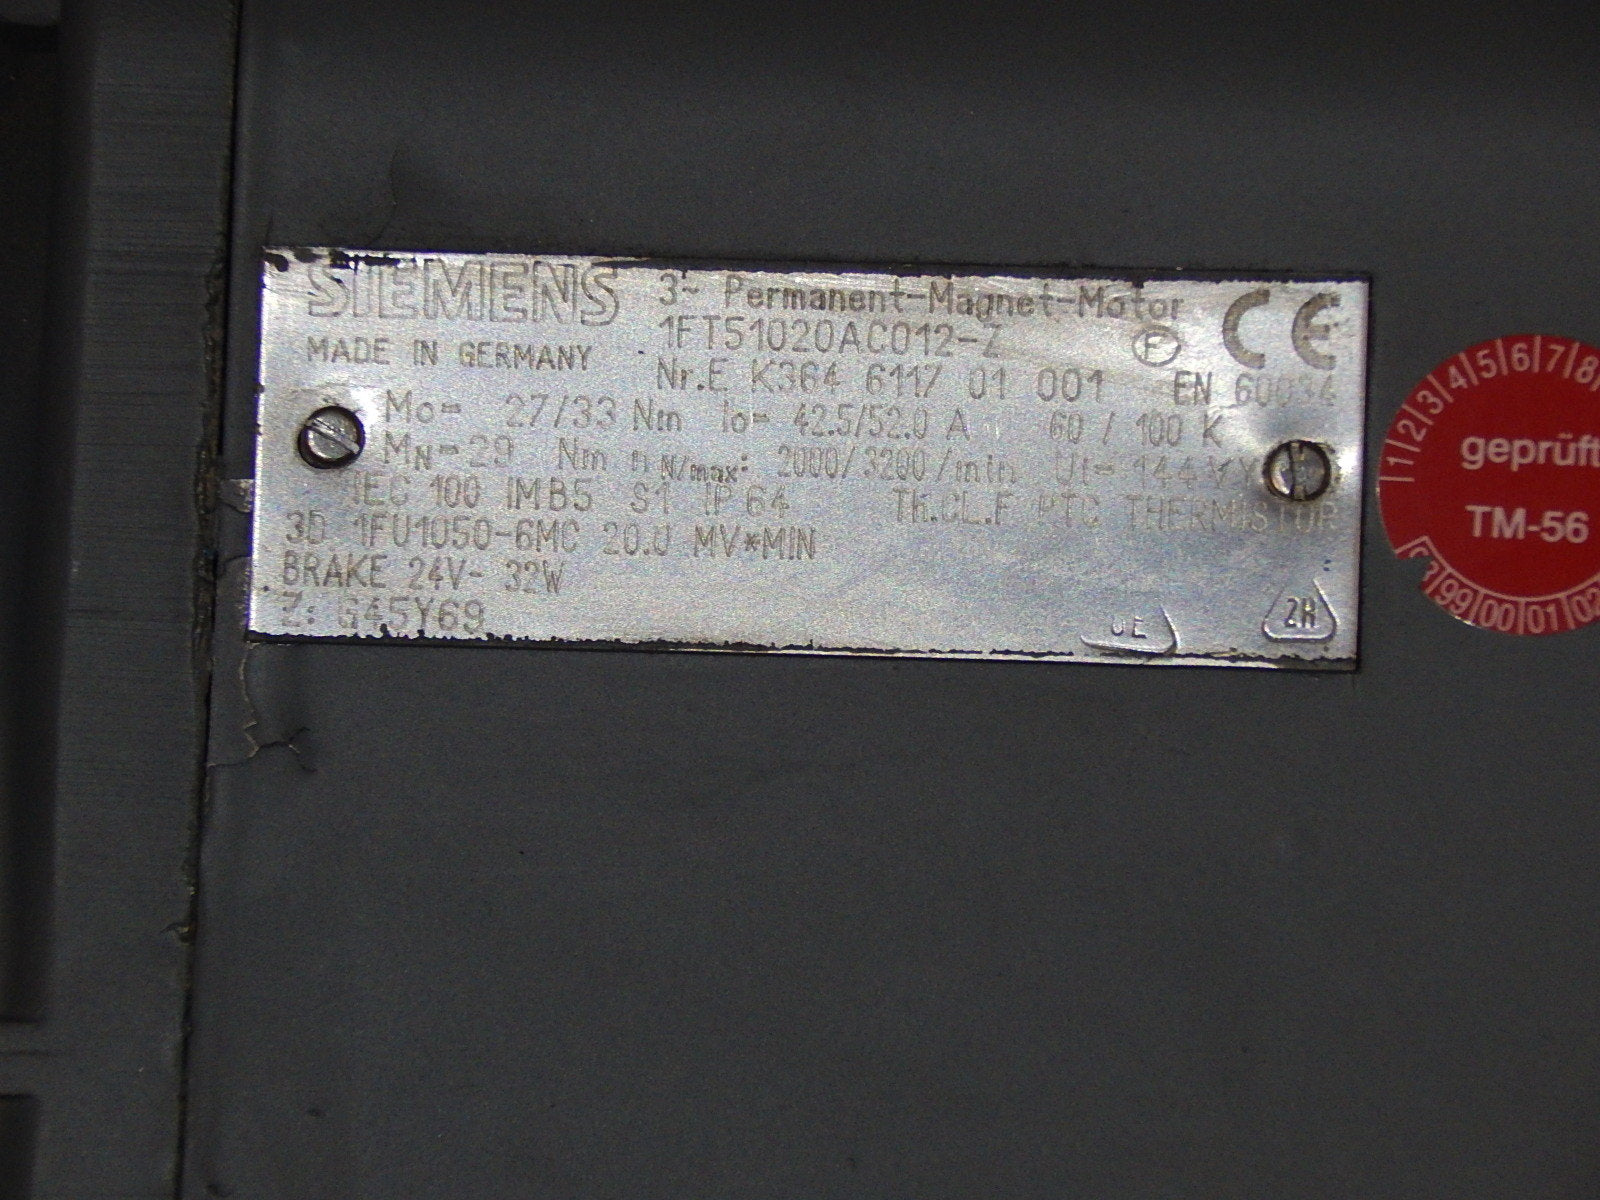 SIEMENS
3~ Permanent-Magnet-Motor
1FT51020AC012-Z
F
CE
MADE IN GERMANY
Nr.E K364 6117 01 001 EN 60034
Mo= 27/33 Nm Io= 42.5/52.0 A 60 / 100 K
MN=29 Nm n N/max: 2000/3200 /min
IEC 100 IMB5 S1 IP 64 Th.CL.F PTC THERMISTOR
3D 1FU1050-6MC 20.0 MV*MIN
BRAKE 24V- 32W
Z: G45Y69
UE
ZH
1 2 3 4 5 6 7 8
geprüft
TM-56
99 00 01 02